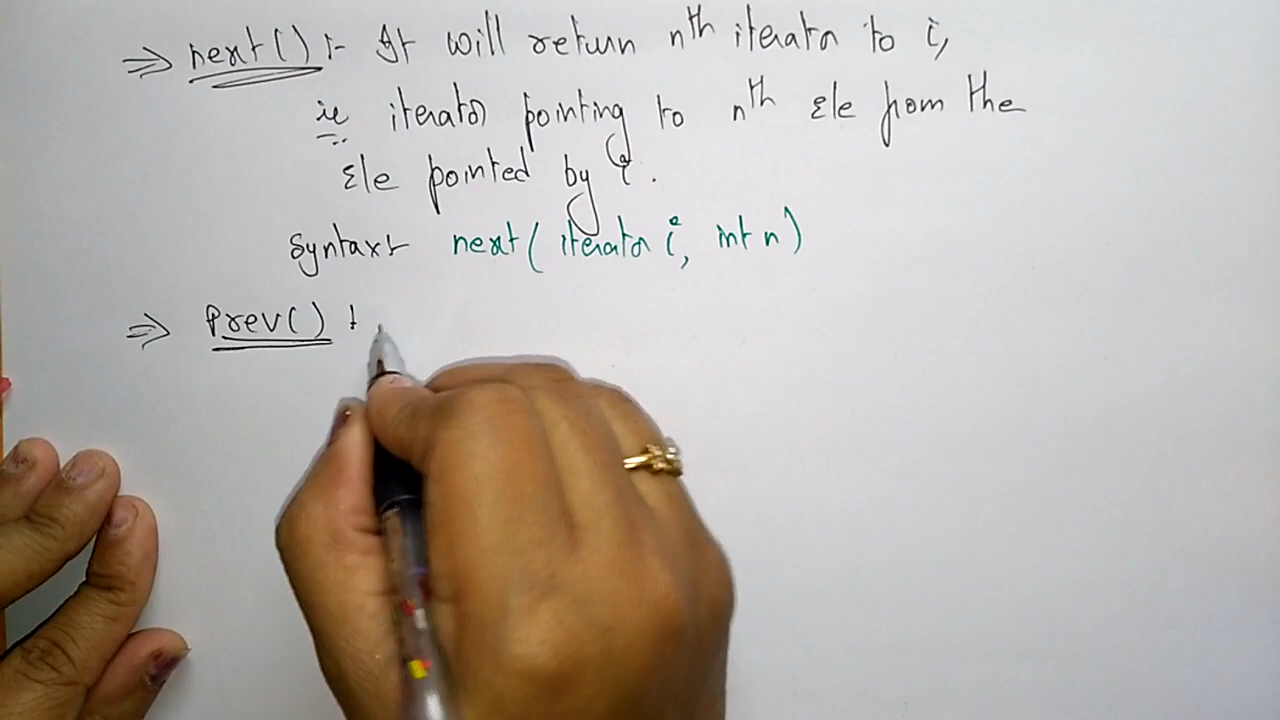 ⇒ next() :- It will return nth iterator to i,
ie iterator pointing to nth Ele from the
Ele pointed by i.
Syntax:- next( iterator i, int n)
⇒ Prev() :